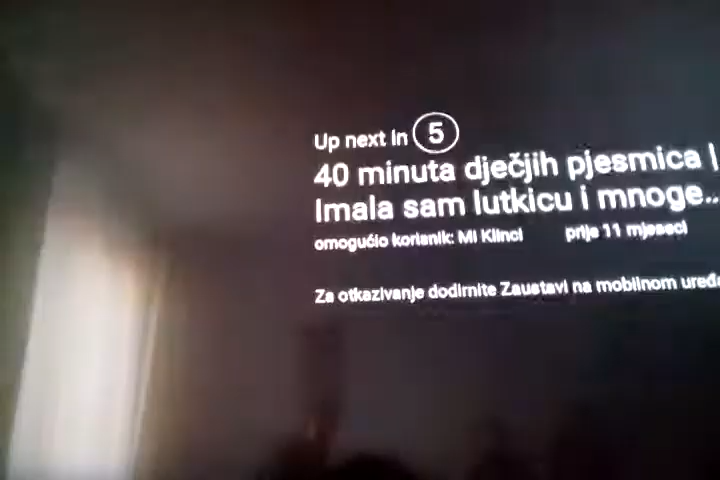 Up next in 5
40 minuta dječjih pjesmica |
Imala sam lutkicu i mnoge...
omogućio korisnik: Mi Klinci prije 11 mjeseci
Za otkazivanje dodirnite Zaustavi na mobilnom uređa